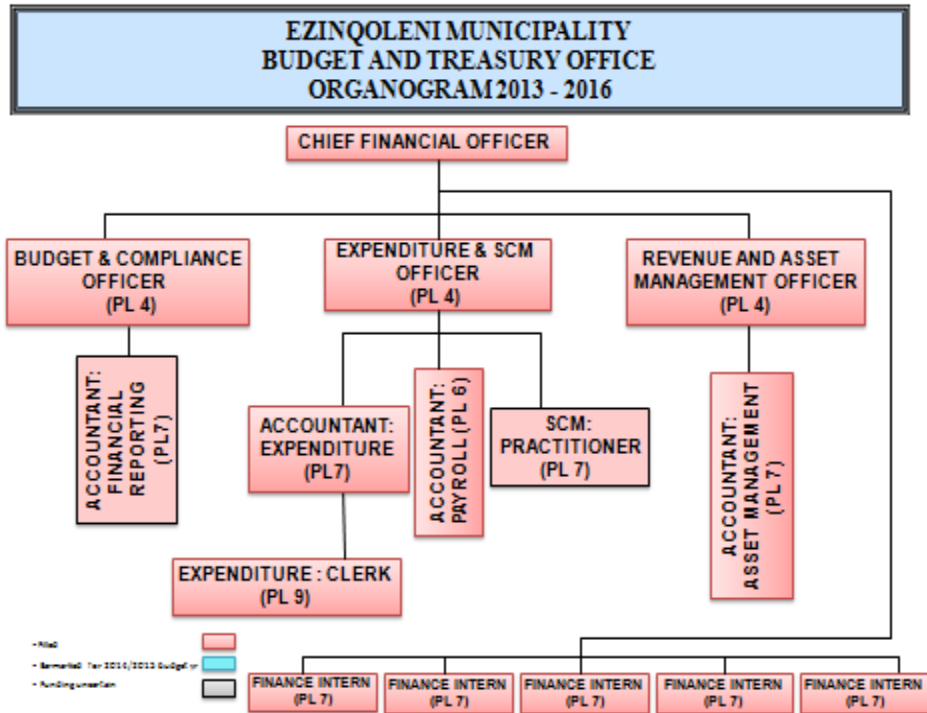 EZINQOLENI MUNICIPALITY
BUDGET AND TREASURY OFFICE
ORGANOGRAM 2013 - 2016
CHIEF FINANCIAL OFFICER
BUDGET & COMPLIANCE
OFFICER
(PL 4)
EXPENDITURE & SCM
OFFICER
(PL 4)
REVENUE AND ASSET
MANAGEMENT OFFICER
(PL 4)
ACCOUNTANT:
FINANCIAL
REPORTING
(PL7)
ACCOUNTANT:
EXPENDITURE
(PL7)
ACCOUNTANT:
PAYROLL (PL 6)
SCM:
PRACTITIONER
(PL 7)
ACCOUNTANT:
ASSET MANAGEMENT
(PL 7)
EXPENDITURE : CLERK
(PL 9)
- Filled
- Funding uncertain
FINANCE INTERN
(PL 7)
FINANCE INTERN
(PL 7)
FINANCE INTERN
(PL 7)
FINANCE INTERN
(PL 7)
FINANCE INTERN
(PL 7)